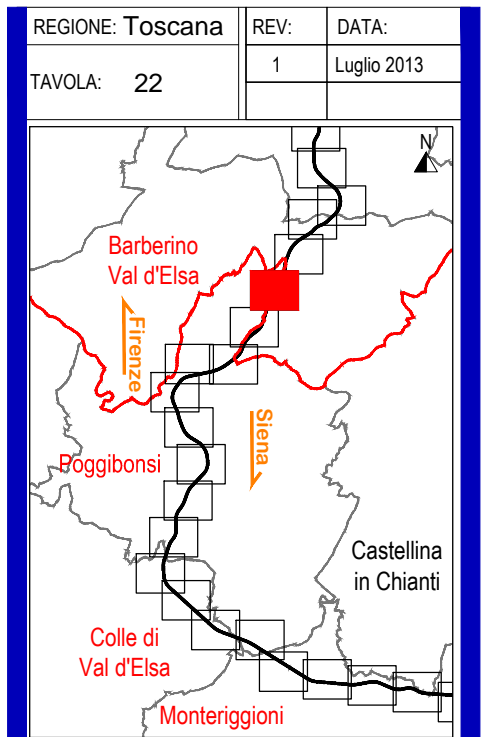 REGIONE: Toscana
REV:
DATA:
TAVOLA: 22
1
Luglio 2013
N
Barberino
Val d'Elsa
Firenze
Siena
Poggibonsi
Castellina
in Chianti
Colle di
Val d'Elsa
Monteriggioni